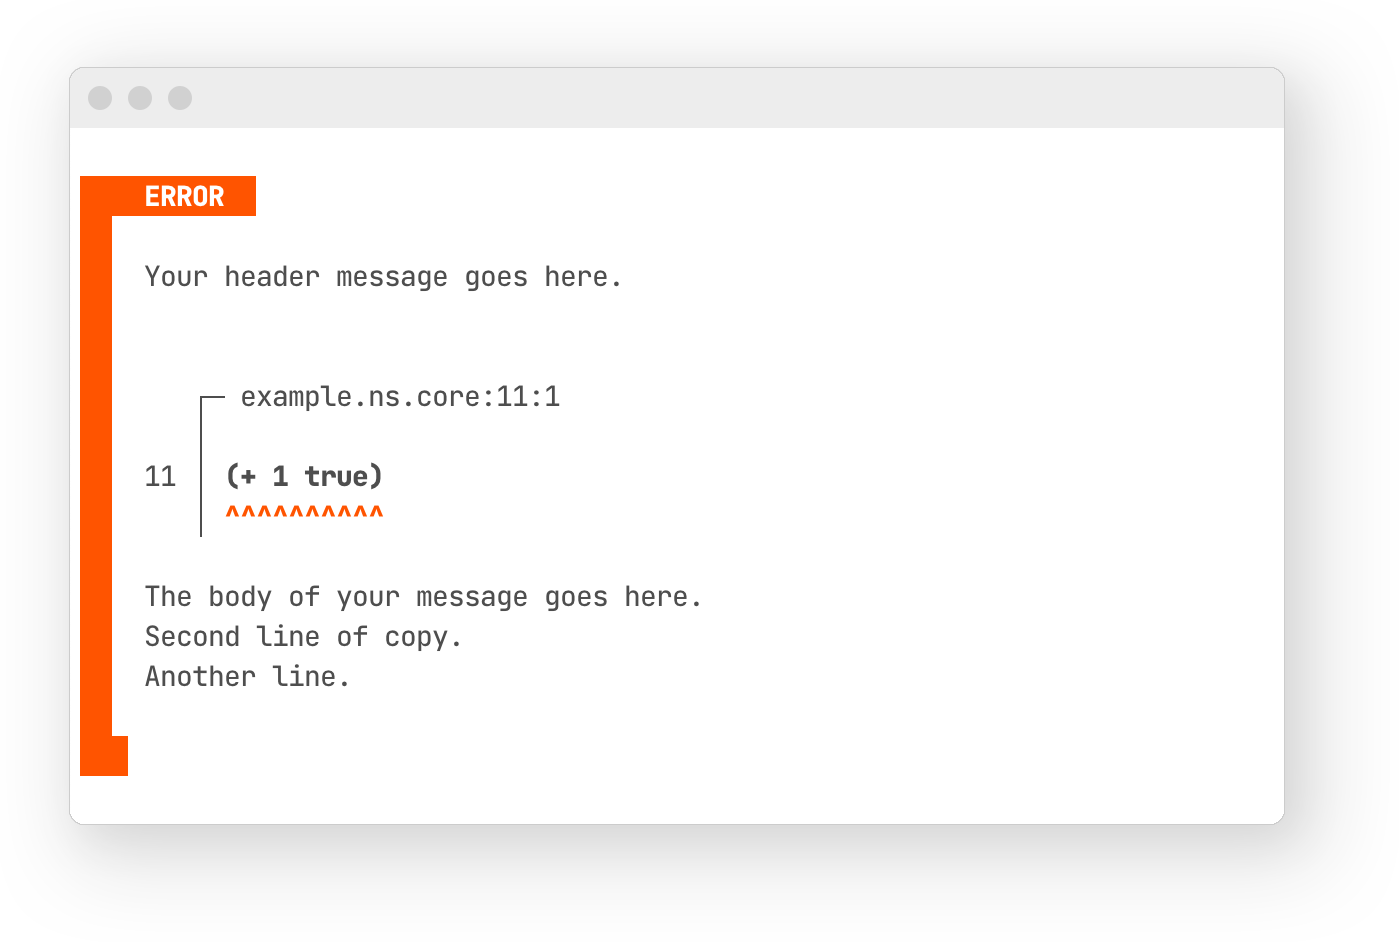 ERROR
Your header message goes here.
example.ns.core:11:1
11 (+ 1 true)
^^^^^^^^^^
The body of your message goes here.
Second line of copy.
Another line.